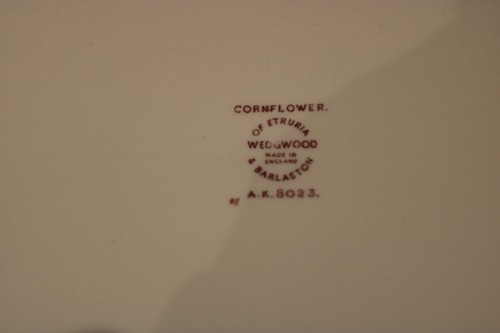 CORNFLOWER.
OF ETRURIA
WEDGWOOD
MADE IN
ENGLAND
& BARLASTON
A.K.8023.